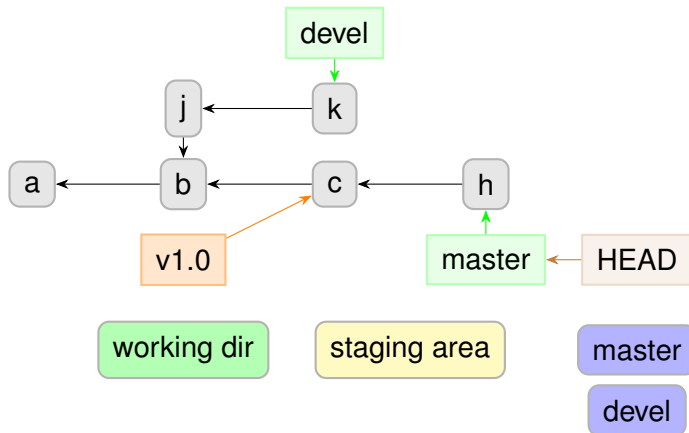 devel
j k
a b c h
v1.0 master HEAD
working dir staging area master
devel